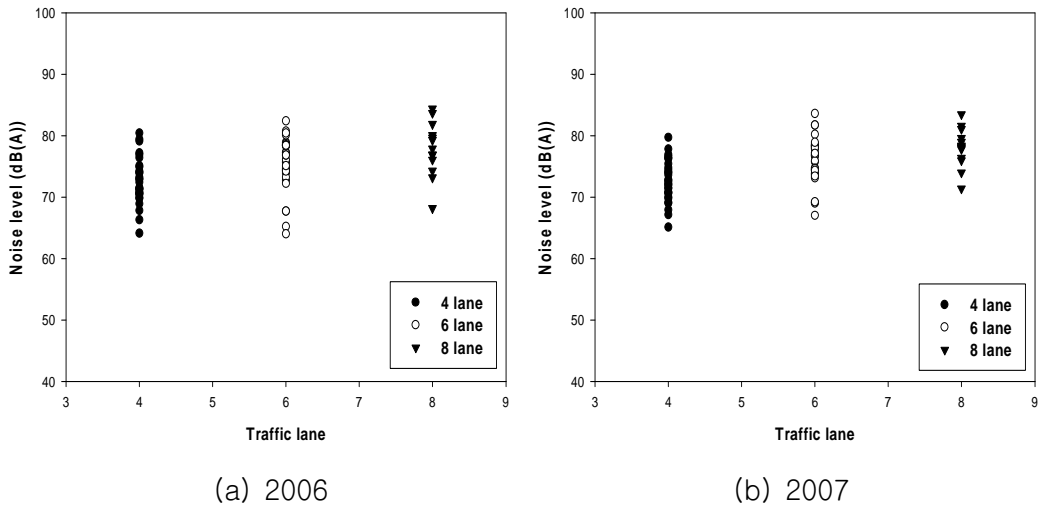 100
90
80
70
60
50
40
3 4 5 6 7 8 9
Noise level (dB(A))
Traffic lane
4 lane
6 lane
8 lane
(a) 2006
100
90
80
70
60
50
40
3 4 5 6 7 8 9
Noise level (dB(A))
Traffic lane
4 lane
6 lane
8 lane
(b) 2007